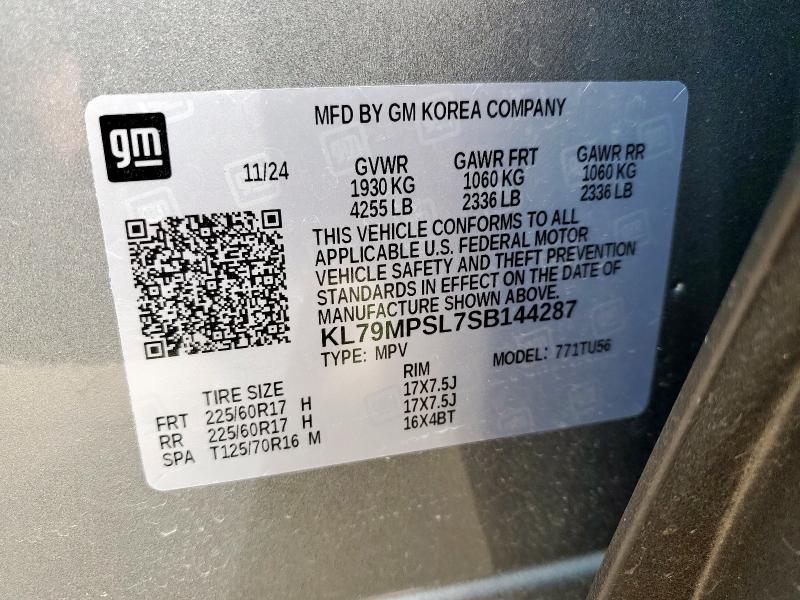 gm
MFD BY GM KOREA COMPANY
11/24
GVWR GAWR FRT GAWR RR
1930 KG 1060 KG 1060 KG
4255 LB 2336 LB 2336 LB
THIS VEHICLE CONFORMS TO ALL
APPLICABLE U.S. FEDERAL MOTOR
VEHICLE SAFETY AND THEFT PREVENTION
STANDARDS IN EFFECT ON THE DATE OF
MANUFACTURE SHOWN ABOVE.
KL79MPSL7SB144287
TYPE: MPV MODEL: 771TU56
TIRE SIZE RIM
FRT 225/60R17 H 17X7.5J
RR 225/60R17 H 17X7.5J
SPA T125/70R16 M 16X4BT